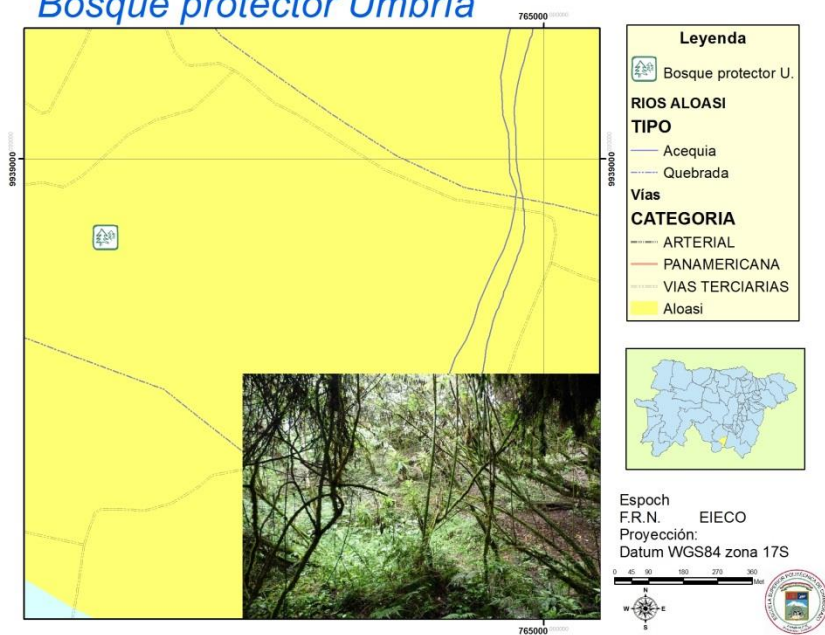 Bosque protector Umbria
765000
9939000
9939000
Leyenda
Bosque protector U.
RIOS ALOASI
TIPO
Acequia
Quebrada
Vías
CATEGORIA
ARTERIAL
PANAMERICANA
VIAS TERCIARIAS
Aloasi
Espoch
F.R.N. EIECO
Proyección:
Datum WGS84 zona 17S
0 45 90 180 270 360
Met
N
W E
S
765000